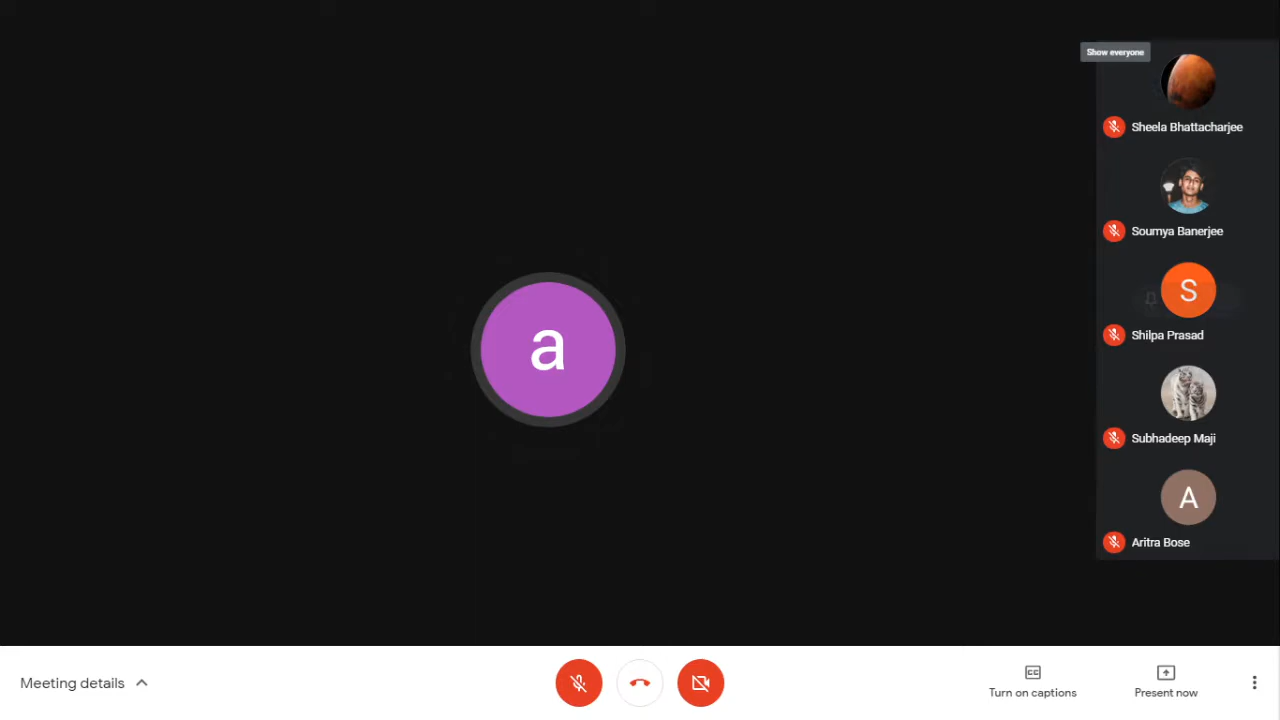 Show everyone
Sheela Bhattacharjee
Soumya Banerjee
S
Shilpa Prasad
a
Subhadeep Maji
A
Aritra Bose
Meeting details
CC
Turn on captions
Present now